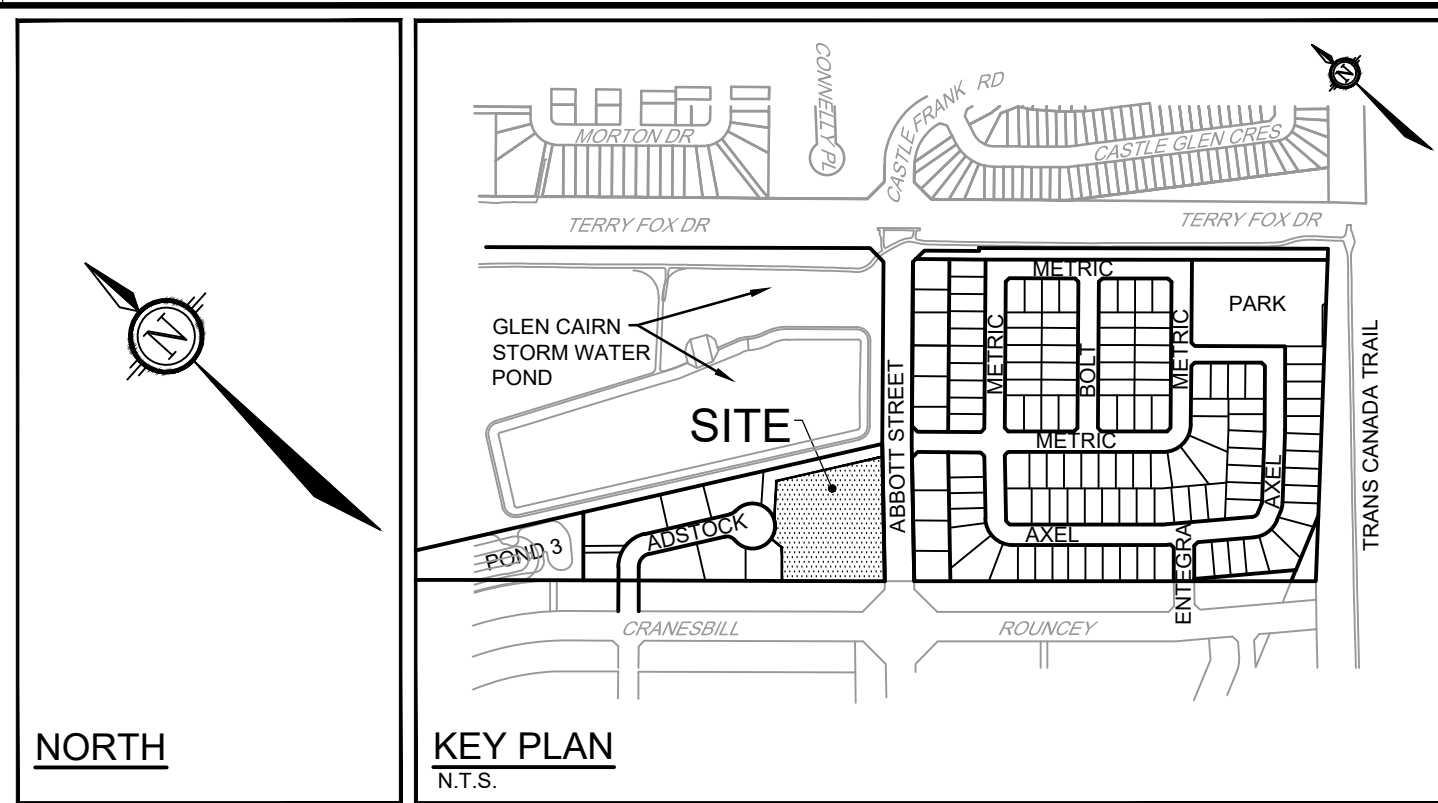 N
NORTH
N
CONNELLY PL
CASTLE FRANK RD
MORTON DR
CASTLE GLEN CRES
TERRY FOX DR
TERRY FOX DR
METRIC
PARK
GLEN CAIRN
STORM WATER
POND
METRIC
BOLT
METRIC
ABBOTT STREET
TRANS CANADA TRAIL
SITE
METRIC
AXEL
ADSTOCK
AXEL
POND 3
ENTEGRA
CRANESBILL
ROUNCEY
KEY PLAN
N.T.S.